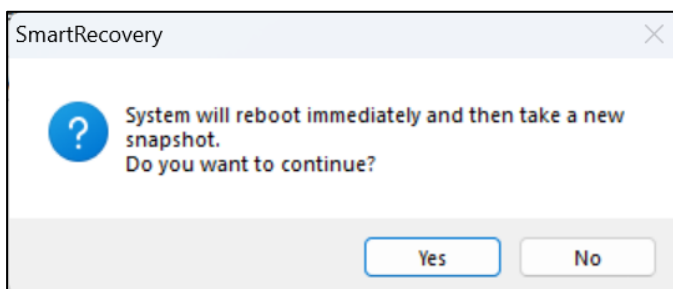 SmartRecovery
System will reboot immediately and then take a new
snapshot.
Do you want to continue?
Yes
No